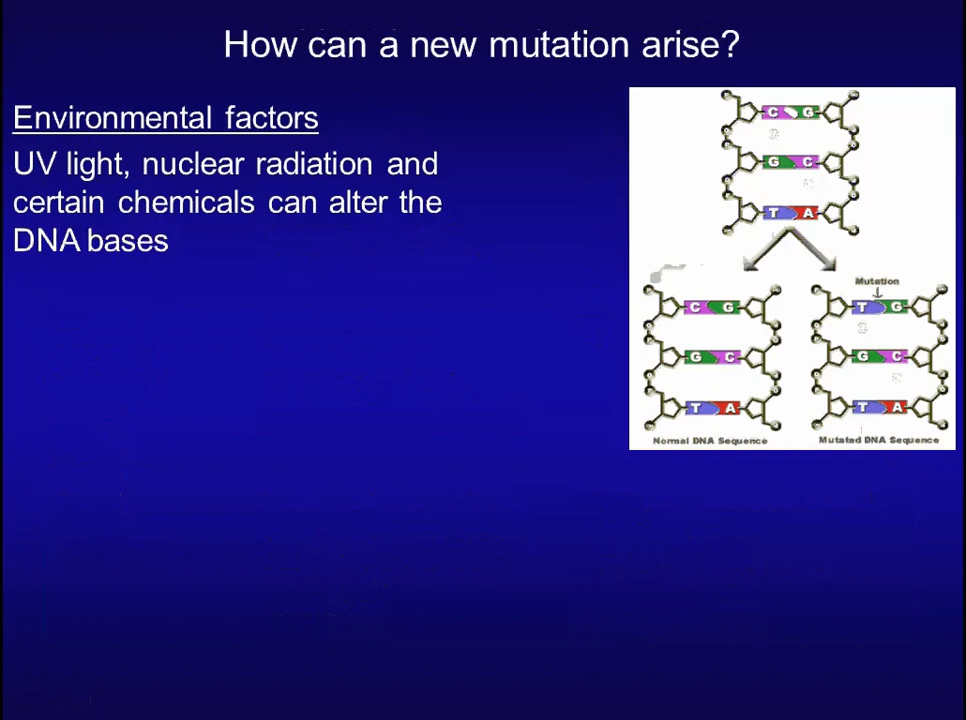 How can a new mutation arise?
Environmental factors
UV light, nuclear radiation and
certain chemicals can alter the
DNA bases
C G
G C
T A
Mutation
C G T G
G C G C
T A T A
Normal DNA Sequence Mutated DNA Sequence